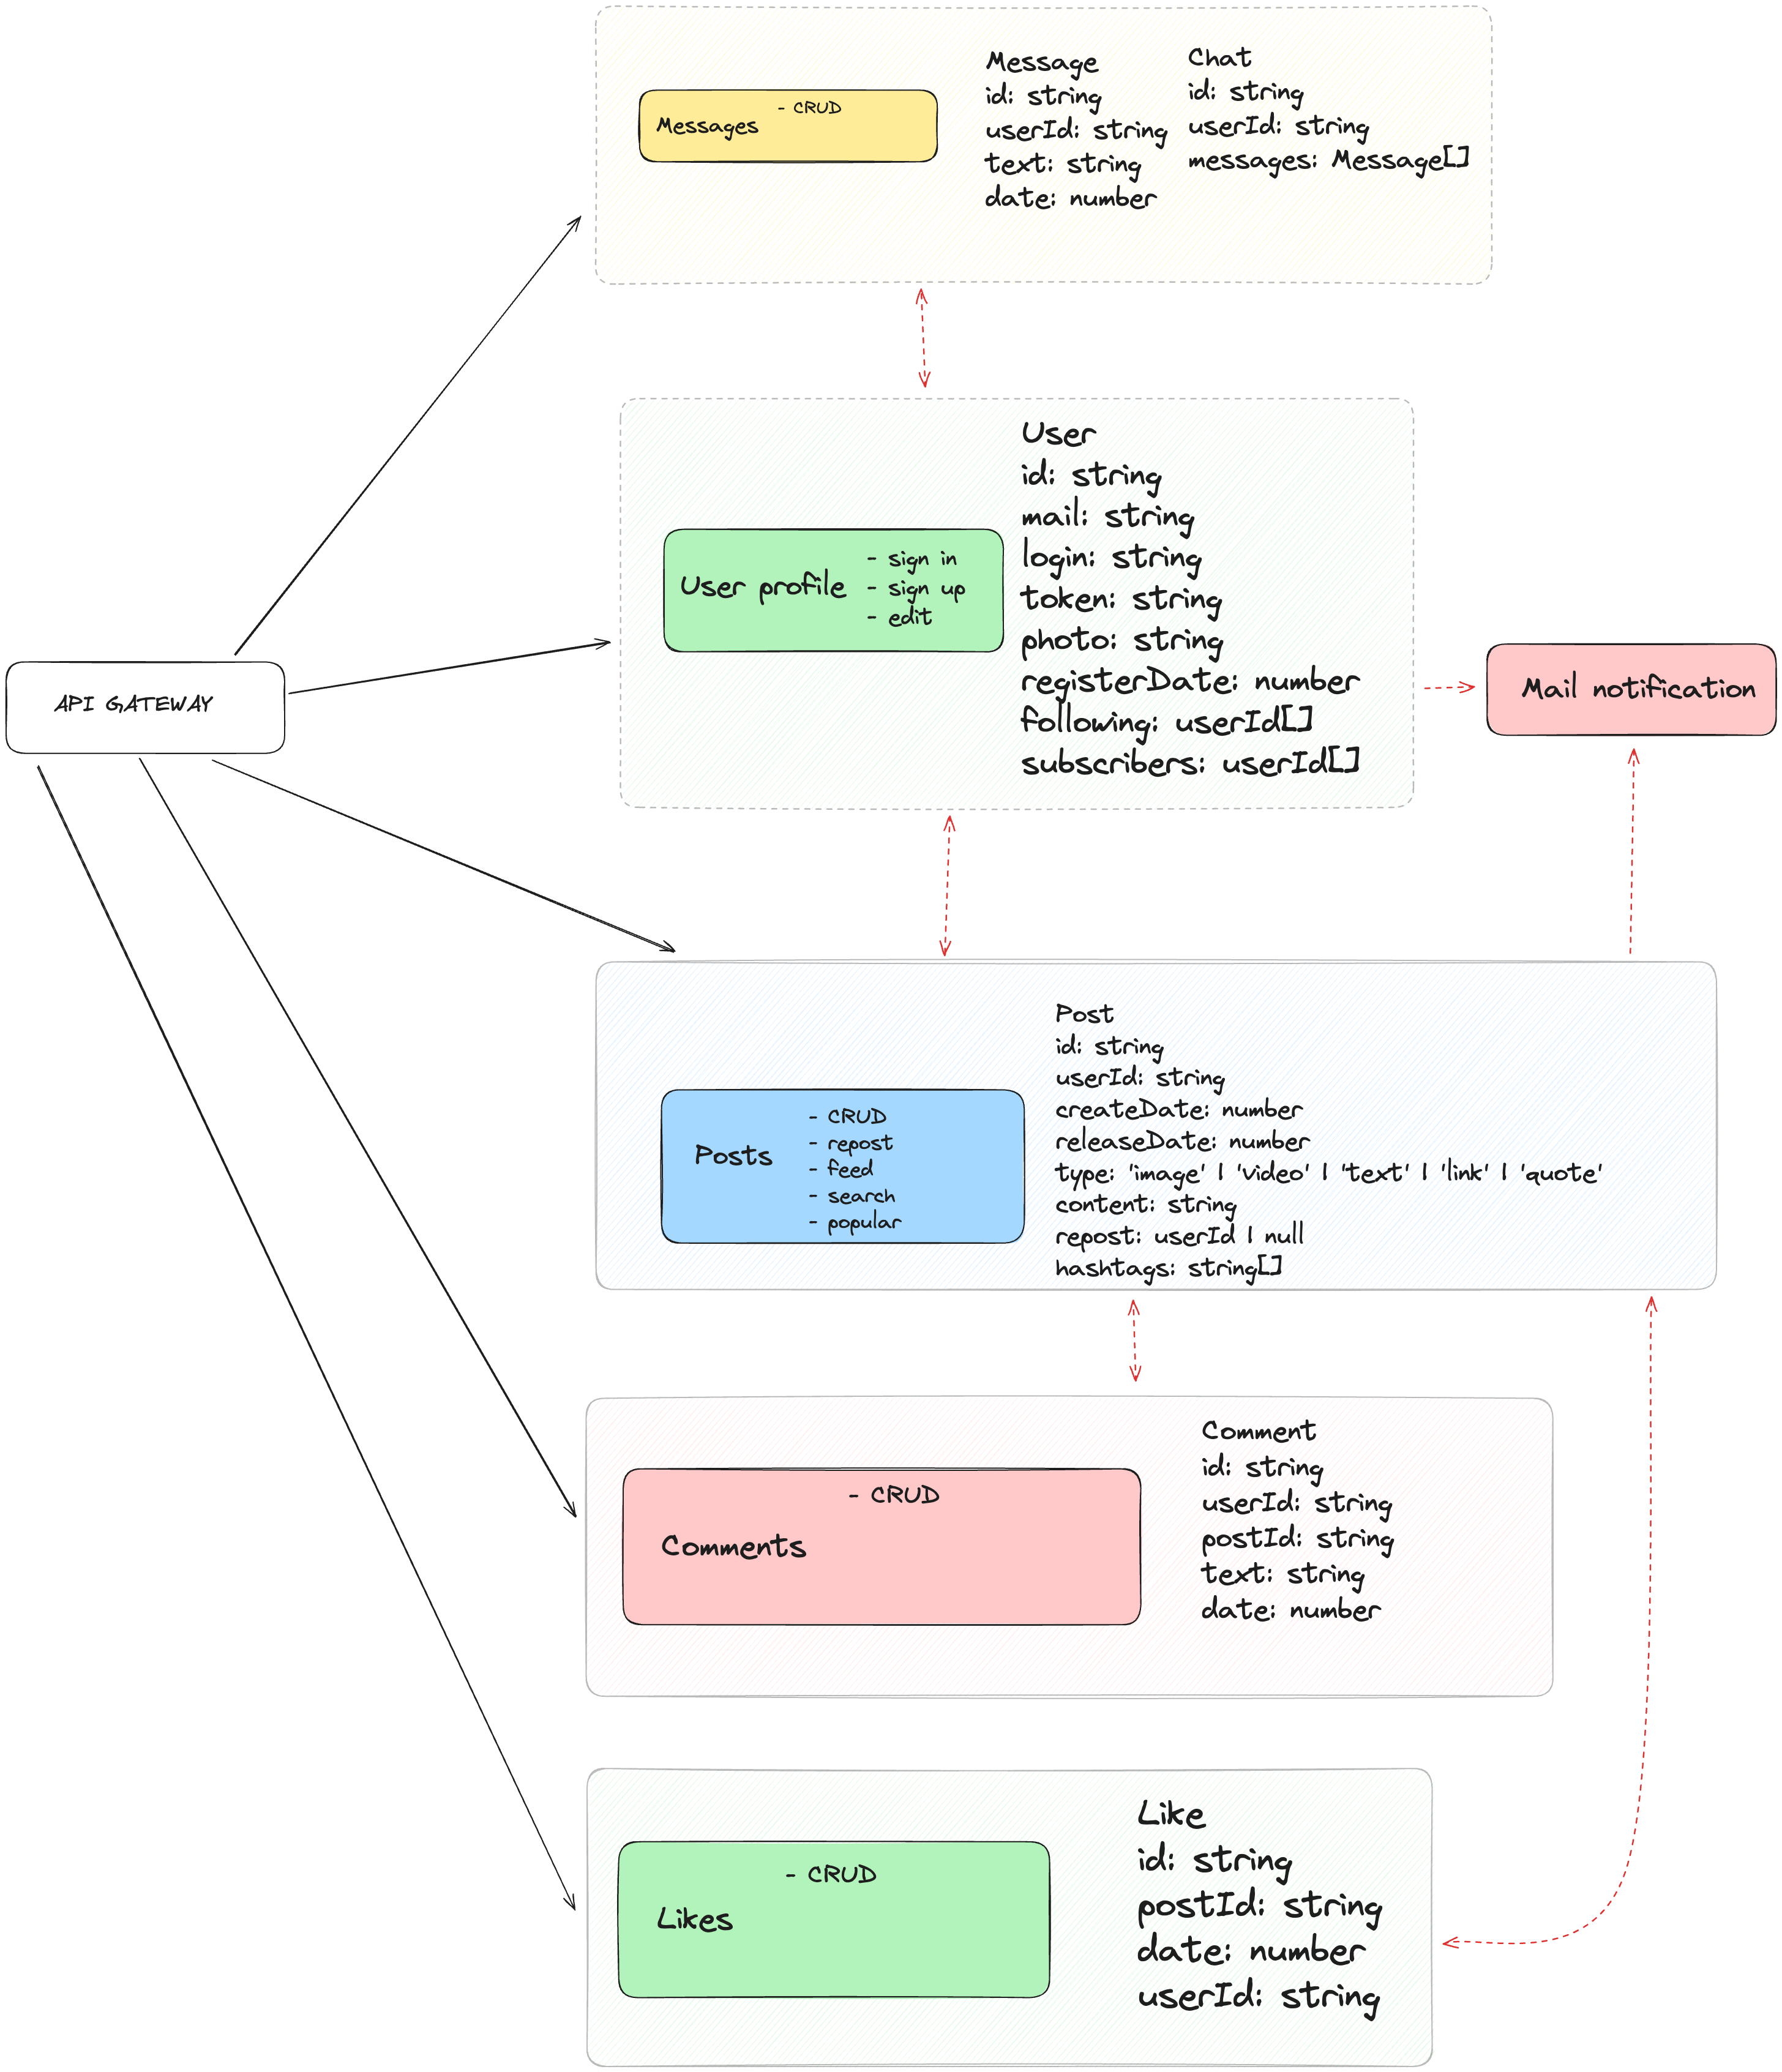 Messages
- CRUD
Message
id: string
userId: string
text: string
date: number
Chat
id: string
userId: string
messages: Message[]
User profile
- sign in
- sign up
- edit
User
id: string
mail: string
login: string
token: string
photo: string
registerDate: number
following: userId[]
subscribers: userId[]
API GATEWAY
Mail notification
Posts
- CRUD
- repost
- feed
- search
- popular
Post
id: string
userId: string
createDate: number
releaseDate: number
type: 'image' | 'video' | 'text' | 'link' | 'quote'
content: string
repost: userId | null
hashtags: string[]
Comments
- CRUD
Comment
id: string
userId: string
postId: string
text: string
date: number
Likes
- CRUD
Like
id: string
postId: string
date: number
userId: string